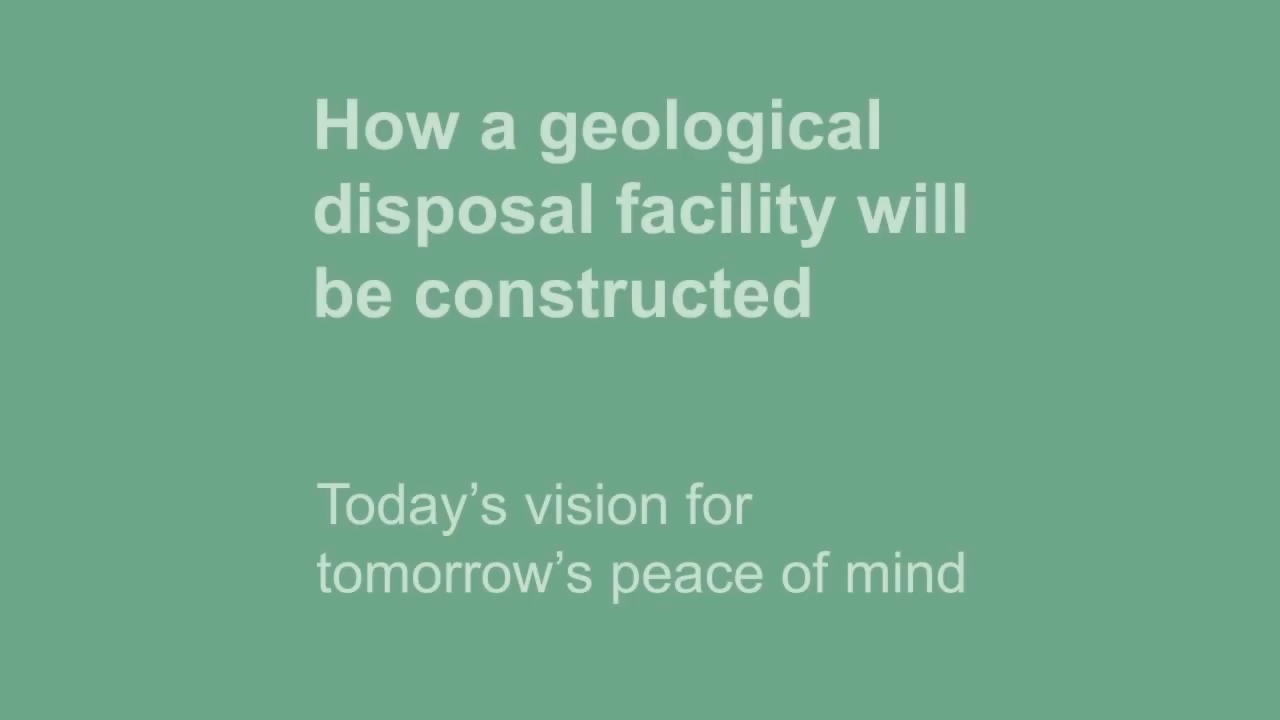 How a geological
disposal facility will
be constructed
Today’s vision for
tomorrow’s peace of mind